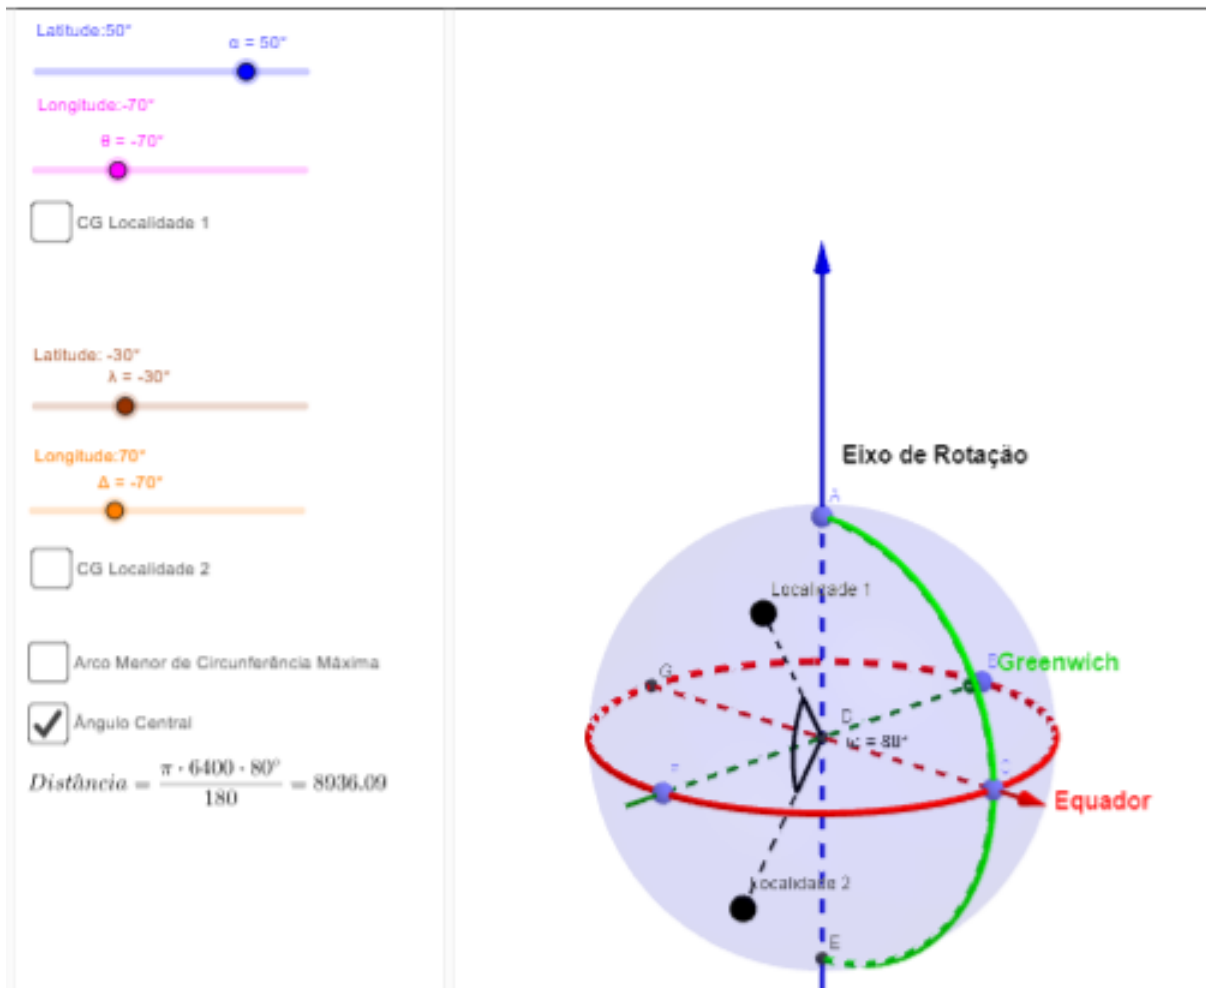 Latitude:50°
α = 50°
Longitude:-70°
θ = -70°
CG Localidade 1
Latitude: -30°
λ = -30°
Longitude:70°
Δ = -70°
CG Localidade 2
Arco Menor de Circunferência Máxima
Ângulo Central
Distância = π · 6400 · 80° / 180 = 8936.09
Eixo de Rotação
A
Localidade 1
G
Greenwich
D
= 80°
F
C
Equador
Localidade 2
E